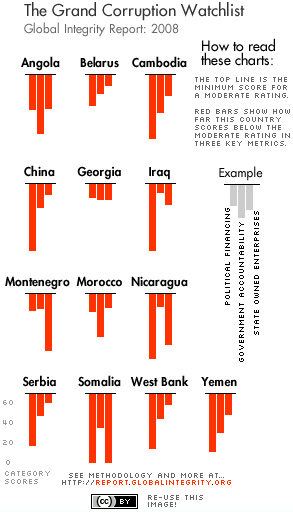 The Grand Corruption Watchlist
Global Integrity Report: 2008
How to read
these charts:
THE TOP LINE IS THE
MINIMUM SCORE FOR
A MODERATE RATING.
RED BARS SHOW HOW
FAR THIS COUNTRY
SCORES BELOW THE
MODERATE RATING IN
THREE KEY METRICS.
Angola Belarus Cambodia
China Georgia Iraq
Example
POLITICAL FINANCING
GOVERNMENT ACCOUNTABILITY
STATE OWNED ENTERPRISES
Montenegro Morocco Nicaragua
Serbia Somalia West Bank Yemen
60
40
20
0
CATEGORY
SCORES
SEE METHODOLOGY AND MORE AT...
HTTP://REPORT.GLOBALINTEGRITY.ORG
cc BY
RE-USE THIS
IMAGE!